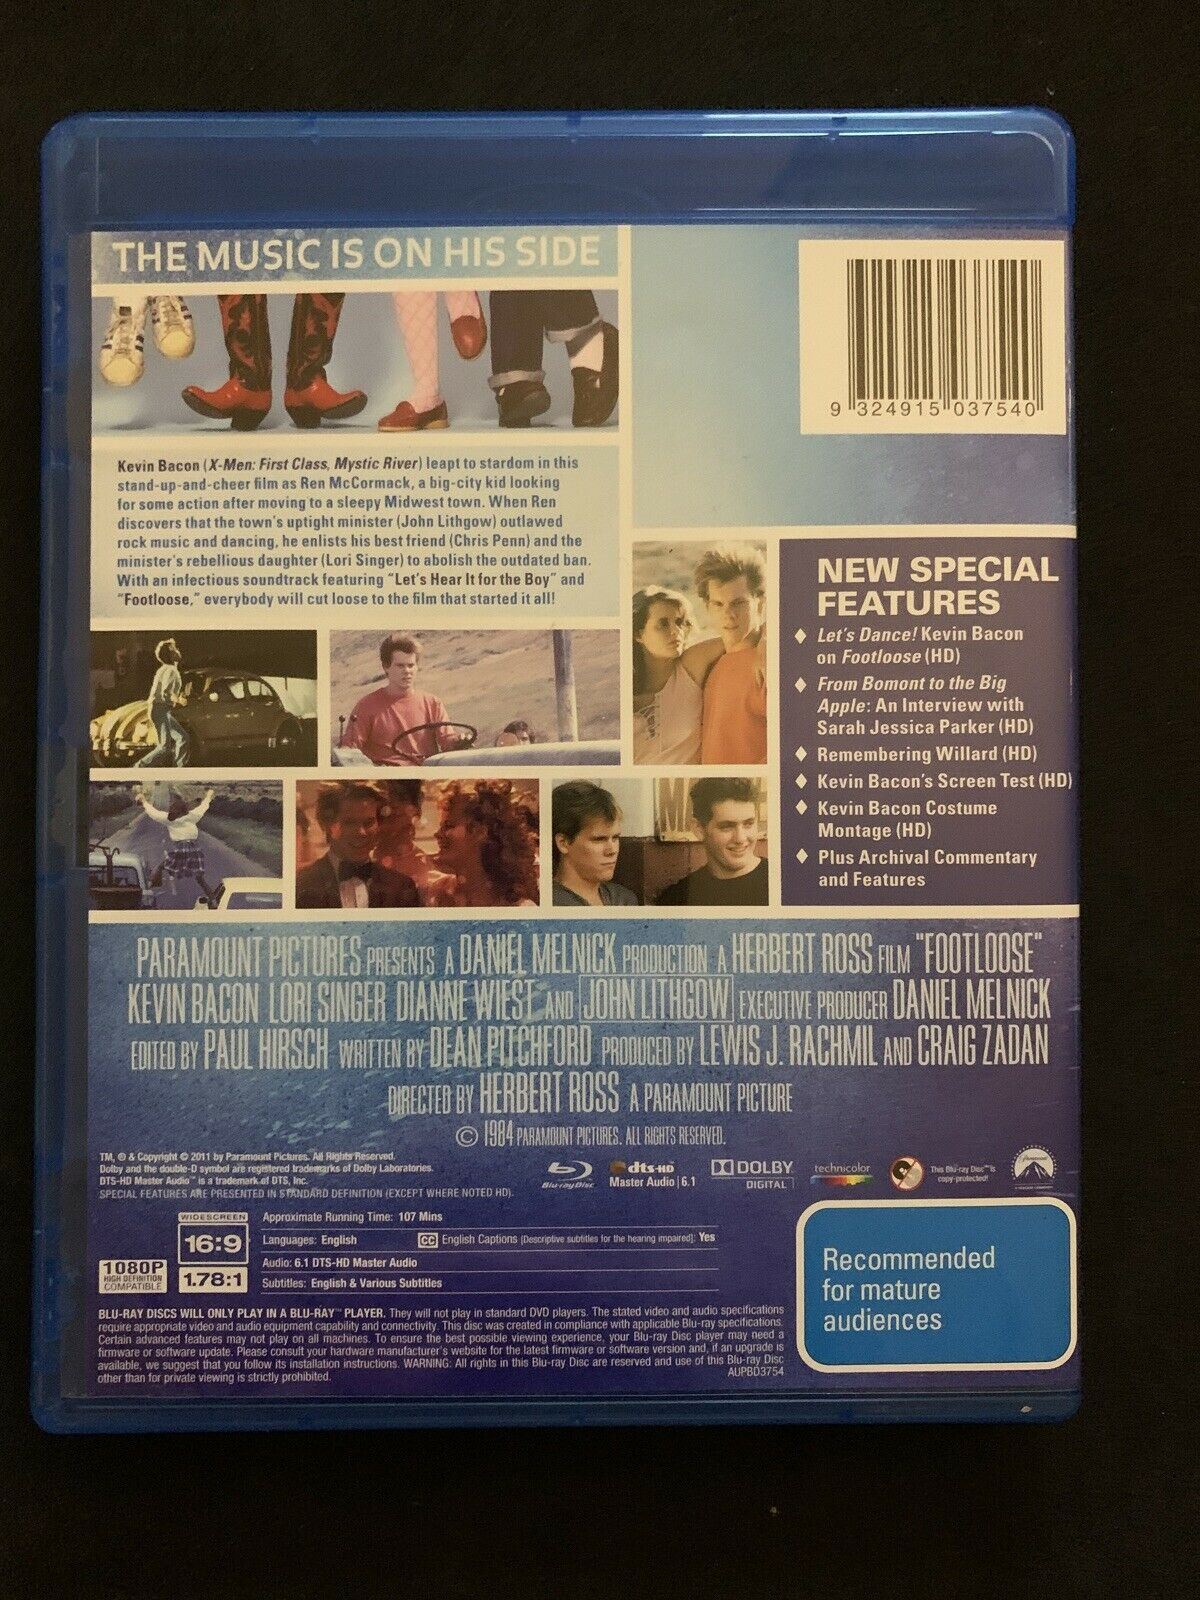 THE MUSIC IS ON HIS SIDE
9 324915 037540
Kevin Bacon (X-Men: First Class, Mystic River) leapt to stardom in this
stand-up-and-cheer film as Ren McCormack, a big-city kid looking
for some action after moving to a sleepy Midwest town. When Ren
discovers that the town's uptight minister (John Lithgow) outlawed
rock music and dancing, he enlists his best friend (Chris Penn) and the
minister's rebellious daughter (Lori Singer) to abolish the outdated ban.
With an infectious soundtrack featuring "Let's Hear It for the Boy" and
"Footloose," everybody will cut loose to the film that started it all!
NEW SPECIAL
FEATURES
♦ Let's Dance! Kevin Bacon
on Footloose (HD)
♦ From Bomont to the Big
Apple: An Interview with
Sarah Jessica Parker (HD)
♦ Remembering Willard (HD)
♦ Kevin Bacon's Screen Test (HD)
♦ Kevin Bacon Costume
Montage (HD)
♦ Plus Archival Commentary
and Features
PARAMOUNT PICTURES PRESENTS A DANIEL MELNICK PRODUCTION A HERBERT ROSS FILM "FOOTLOOSE"
KEVIN BACON LORI SINGER DIANNE WIEST AND JOHN LITHGOW EXECUTIVE PRODUCER DANIEL MELNICK
EDITED BY PAUL HIRSCH WRITTEN BY DEAN PITCHFORD PRODUCED BY LEWIS J. RACHMIL AND CRAIG ZADAN
DIRECTED BY HERBERT ROSS A PARAMOUNT PICTURE
© 1984 PARAMOUNT PICTURES. ALL RIGHTS RESERVED.
TM, ® & Copyright © 2011 by Paramount Pictures. All Rights Reserved.
Dolby and the double-D symbol are registered trademarks of Dolby Laboratories.
DTS-HD Master Audio™ is a trademark of DTS, Inc.
SPECIAL FEATURES ARE PRESENTED IN STANDARD DEFINITION (EXCEPT WHERE NOTED HD).
Blu-ray Disc
dts-HD
Master Audio | 6.1
DOLBY
DIGITAL
technicolor
This Blu-ray Disc™ is
copy-protected!
Paramount
WIDESCREEN
16:9
1.78:1
1080P
HIGH DEFINITION
COMPATIBLE
Approximate Running Time: 107 Mins
Languages: English
CC English Captions [Descriptive subtitles for the hearing impaired]: Yes
Audio: 6.1 DTS-HD Master Audio
Subtitles: English & Various Subtitles
Recommended
for mature
audiences
BLU-RAY DISCS WILL ONLY PLAY IN A BLU-RAY™ PLAYER. They will not play in standard DVD players. The stated video and audio specifications
require appropriate video and audio equipment capability and connectivity. This disc was created in compliance with applicable Blu-ray specifications.
Certain advanced features may not play on all machines. To ensure the best possible viewing experience, your Blu-ray Disc player may need a
firmware or software update. Please consult your hardware manufacturer's website for the latest firmware or software version and, if an upgrade is
available, we suggest that you follow its installation instructions. WARNING: All rights in this Blu-ray Disc are reserved and use of this Blu-ray Disc
other than for private viewing is strictly prohibited.
AUPBD3754